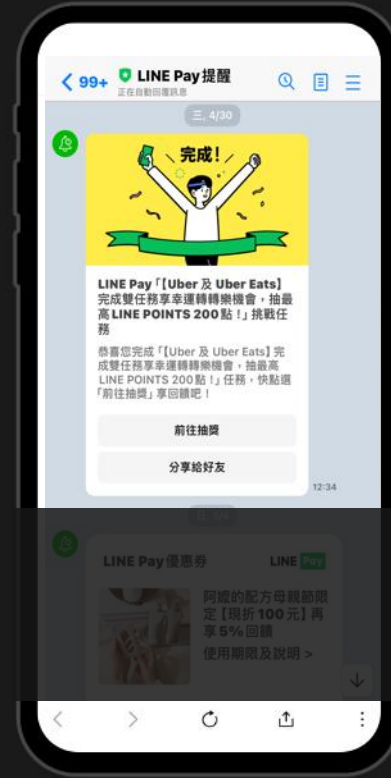 99+
LINE Pay提醒
正在自動回覆訊息
三, 4/30
完成!
LINE Pay「【Uber 及 Uber Eats】
完成雙任務享幸運轉轉樂機會，抽最
高 LINE POINTS 200點！」挑戰任
務
恭喜您完成「【Uber 及 Uber Eats】完
成雙任務享幸運轉轉樂機會，抽最高
LINE POINTS 200點！」任務，快點選
「前往抽獎」享回饋吧！
前往抽獎
分享給好友
12:34
LINE Pay優惠券
LINE Pay
阿嬤的配方母親節限
定【現折100元】再
享5%回饋
使用期限及說明 >